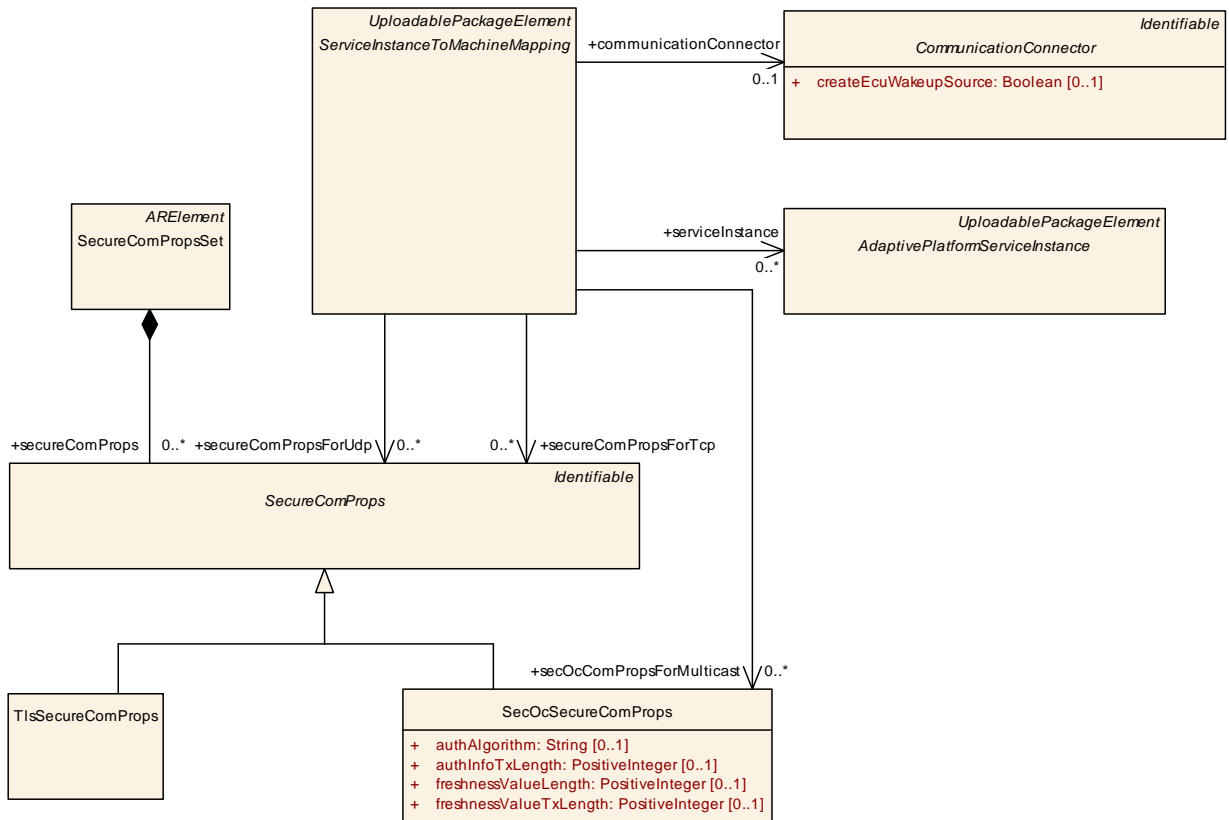 UploadablePackageElement
ServiceInstanceToMachineMapping
+communicationConnector
0..1
Identifiable
CommunicationConnector
+ createEcuWakeupSource: Boolean [0..1]
ARElement
SecureComPropsSet
+serviceInstance
0..*
UploadablePackageElement
AdaptivePlatformServiceInstance
+secureComProps 0..* +secureComPropsForUdp 0..* 0..* +secureComPropsForTcp
Identifiable
SecureComProps
+secOcComPropsForMulticast 0..*
TlsSecureComProps
SecOcSecureComProps
+ authAlgorithm: String [0..1]
+ authInfoTxLength: PositiveInteger [0..1]
+ freshnessValueLength: PositiveInteger [0..1]
+ freshnessValueTxLength: PositiveInteger [0..1]